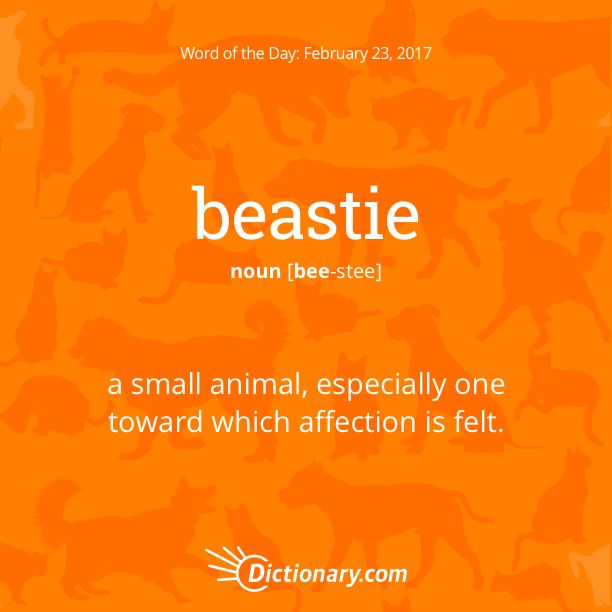 Word of the Day: February 23, 2017
beastie
noun [bee-stee]
a small animal, especially one
toward which affection is felt.
Dictionary.com